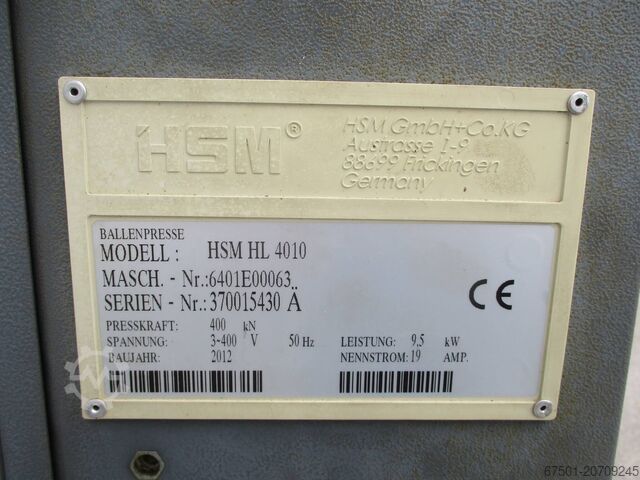 HSM®
HSM GmbH+Co.KG
Austrasse 1-9
88699 Frickingen
Germany
BALLENPRESSE
MODELL : HSM HL 4010
MASCH. - Nr.:6401E00063
SERIEN - Nr.:370015430 Ä
PRESSKRAFT: 400 kN
SPANNUNG: 3~400 V 50 Hz LEISTUNG: 9,5 kW
BAUJAHR: 2012 NENNSTROM: 19 AMP.
CE
67501-20709245